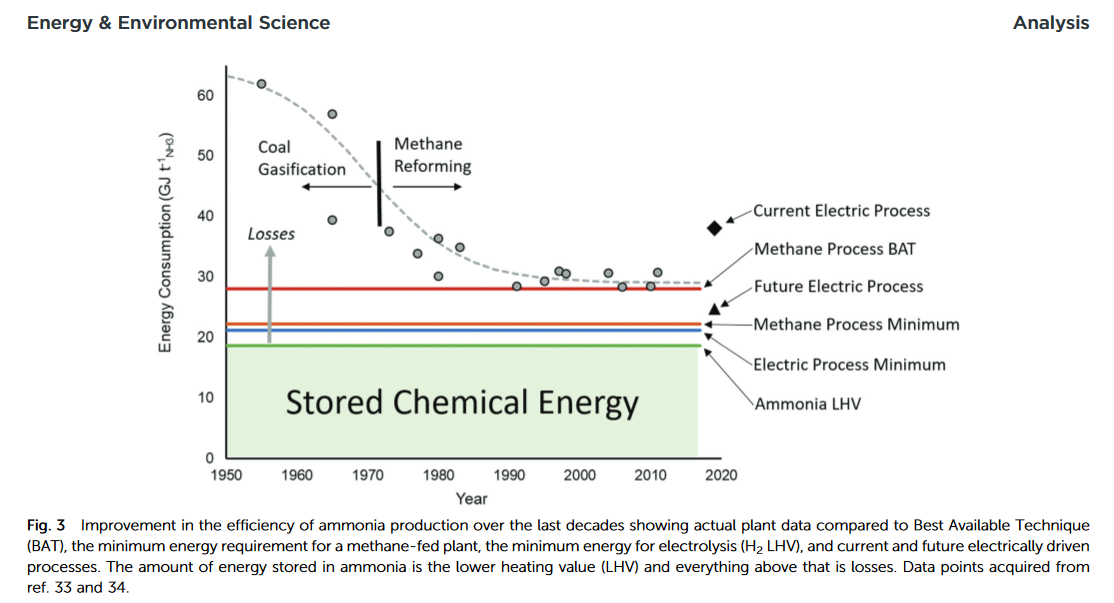 Energy & Environmental Science
Analysis
60
50
40
30
20
10
0
Energy Consumption (GJ t⁻¹NH3)
Coal
Gasification
Methane
Reforming
Losses
Stored Chemical Energy
Current Electric Process
Methane Process BAT
Future Electric Process
Methane Process Minimum
Electric Process Minimum
Ammonia LHV
1950 1960 1970 1980 1990 2000 2010 2020
Year
Fig. 3 Improvement in the efficiency of ammonia production over the last decades showing actual plant data compared to Best Available Technique
(BAT), the minimum energy requirement for a methane-fed plant, the minimum energy for electrolysis (H₂ LHV), and current and future electrically driven
processes. The amount of energy stored in ammonia is the lower heating value (LHV) and everything above that is losses. Data points acquired from
ref. 33 and 34.